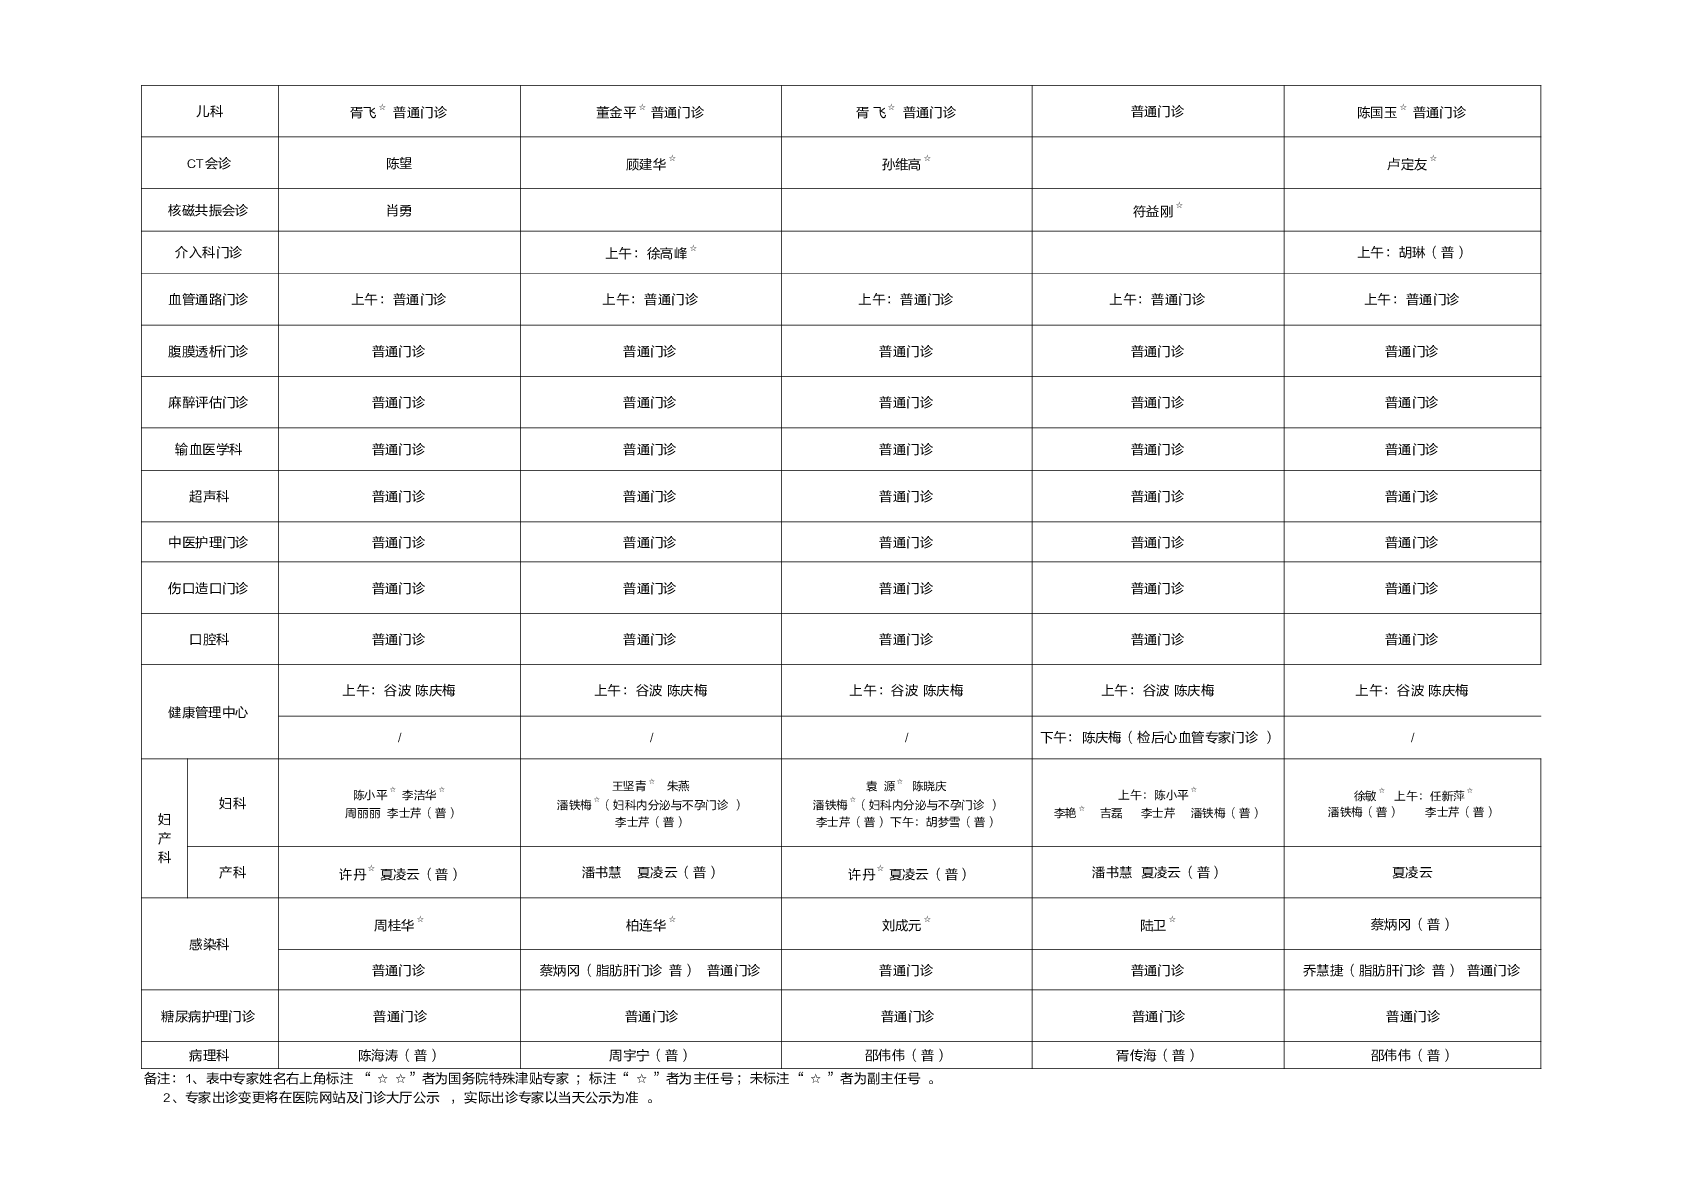 儿科 胥飞☆ 普通门诊 董金平☆ 普通门诊 胥 飞☆ 普通门诊 普通门诊 陈国玉☆ 普通门诊
CT会诊 陈望 顾建华☆ 孙维高☆ 卢定友☆
核磁共振会诊 肖勇 符益刚☆
介入科门诊 上午：徐高峰☆ 上午：胡琳（普）
血管通路门诊 上午：普通门诊 上午：普通门诊 上午：普通门诊 上午：普通门诊 上午：普通门诊
腹膜透析门诊 普通门诊 普通门诊 普通门诊 普通门诊 普通门诊
麻醉评估门诊 普通门诊 普通门诊 普通门诊 普通门诊 普通门诊
输血医学科 普通门诊 普通门诊 普通门诊 普通门诊 普通门诊
超声科 普通门诊 普通门诊 普通门诊 普通门诊 普通门诊
中医护理门诊 普通门诊 普通门诊 普通门诊 普通门诊 普通门诊
伤口造口门诊 普通门诊 普通门诊 普通门诊 普通门诊 普通门诊
口腔科 普通门诊 普通门诊 普通门诊 普通门诊 普通门诊
健康管理中心
上午：谷波 陈庆梅 上午：谷波 陈庆梅 上午：谷波 陈庆梅 上午：谷波 陈庆梅 上午：谷波 陈庆梅
/ / / 下午：陈庆梅（检后心血管专家门诊） /
妇
产
科
妇科
陈小平☆ 李洁华☆
周丽丽 李士芹（普）
王坚青☆ 朱燕
潘铁梅☆（妇科内分泌与不孕门诊）
李士芹（普）
袁 源☆ 陈晓庆
潘铁梅☆（妇科内分泌与不孕门诊）
李士芹（普）下午：胡梦雪（普）
上午：陈小平☆
李艳☆ 吉磊 李士芹 潘铁梅（普）
徐敏☆ 上午：任新萍☆
潘铁梅（普） 李士芹（普）
产科 许丹☆ 夏凌云（普） 潘书慧 夏凌云（普） 许丹☆ 夏凌云（普） 潘书慧 夏凌云（普） 夏凌云
感染科
周桂华☆ 柏连华☆ 刘成元☆ 陆卫☆ 蔡炳冈（普）
普通门诊 蔡炳冈（脂肪肝门诊 普） 普通门诊 普通门诊 普通门诊 乔慧捷（脂肪肝门诊 普） 普通门诊
糖尿病护理门诊 普通门诊 普通门诊 普通门诊 普通门诊 普通门诊
病理科 陈海涛（普） 周宇宁（普） 邵伟伟（普） 胥传海（普） 邵伟伟（普）
备注：1、表中专家姓名右上角标注 “☆ ☆”者为国务院特殊津贴专家；标注“ ☆ ”者为主任号；未标注 “ ☆ ”者为副主任号 。
2、专家出诊变更将在医院网站及门诊大厅公示 ，实际出诊专家以当天公示为准 。